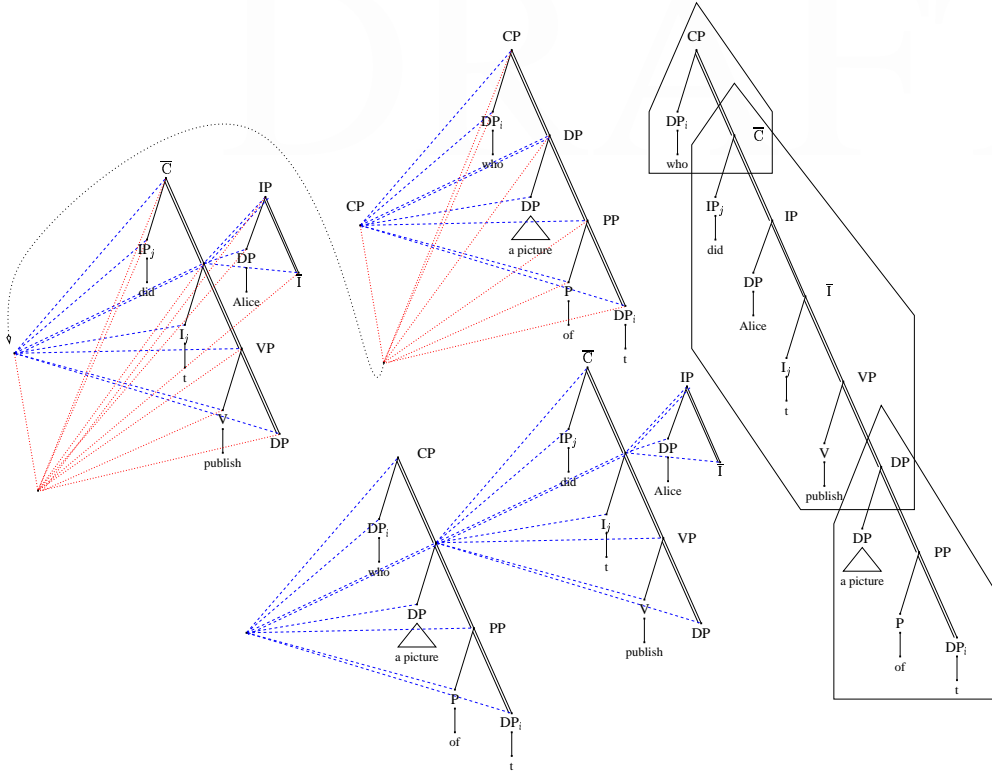 CP
CP
DP_i
who
C̅
DP_i
who
DP
C̅
IP
IP_j
did
DP
Alice
I̅
CP
DP
a picture
PP
IP_j
did
IP
DP
Alice
I̅
P
of
DP_i
t
I_j
t
VP
V
publish
DP
C̅
IP
I_j
t
VP
IP_j
did
DP
Alice
I̅
V
publish
DP
CP
DP_i
who
I_j
t
VP
DP
a picture
PP
V
publish
DP
DP
a picture
PP
P
of
DP_i
t
P
of
DP_i
t